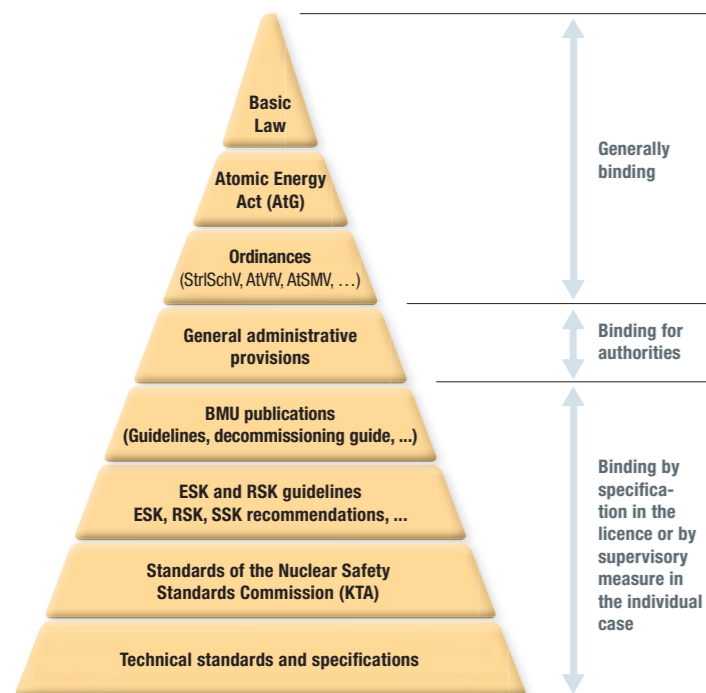 Basic
Law
Atomic Energy
Act (AtG)
Ordinances
(StrlSchV, AtVfV, AtSMV, …)
General administrative
provisions
BMU publications
(Guidelines, decommissioning guide, ...)
ESK and RSK guidelines
ESK, RSK, SSK recommendations, ...
Standards of the Nuclear Safety
Standards Commission (KTA)
Technical standards and specifications
Generally
binding
Binding for
authorities
Binding by
specifica-
tion in the
licence or by
supervisory
measure in
the individual
case